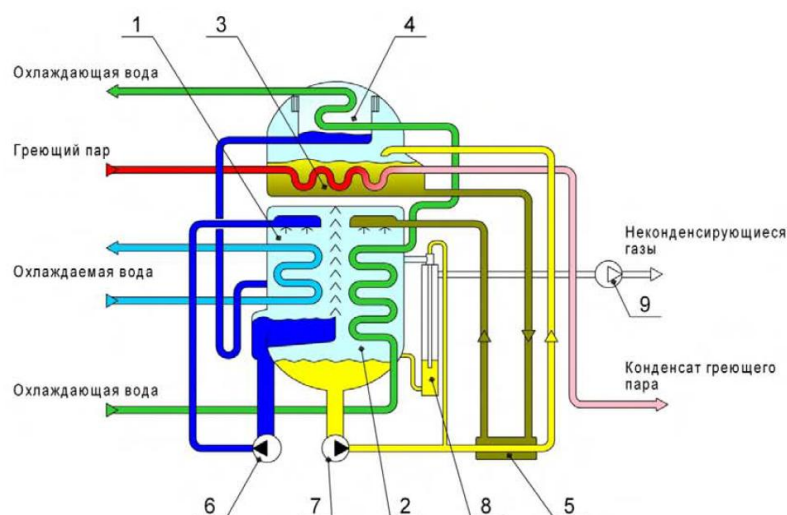 1
3
4
Охлаждающая вода
Греющий пар
Охлаждаемая вода
Охлаждающая вода
Неконденсирующиеся
газы
9
Конденсат греющего
пара
6
7
2
8
5